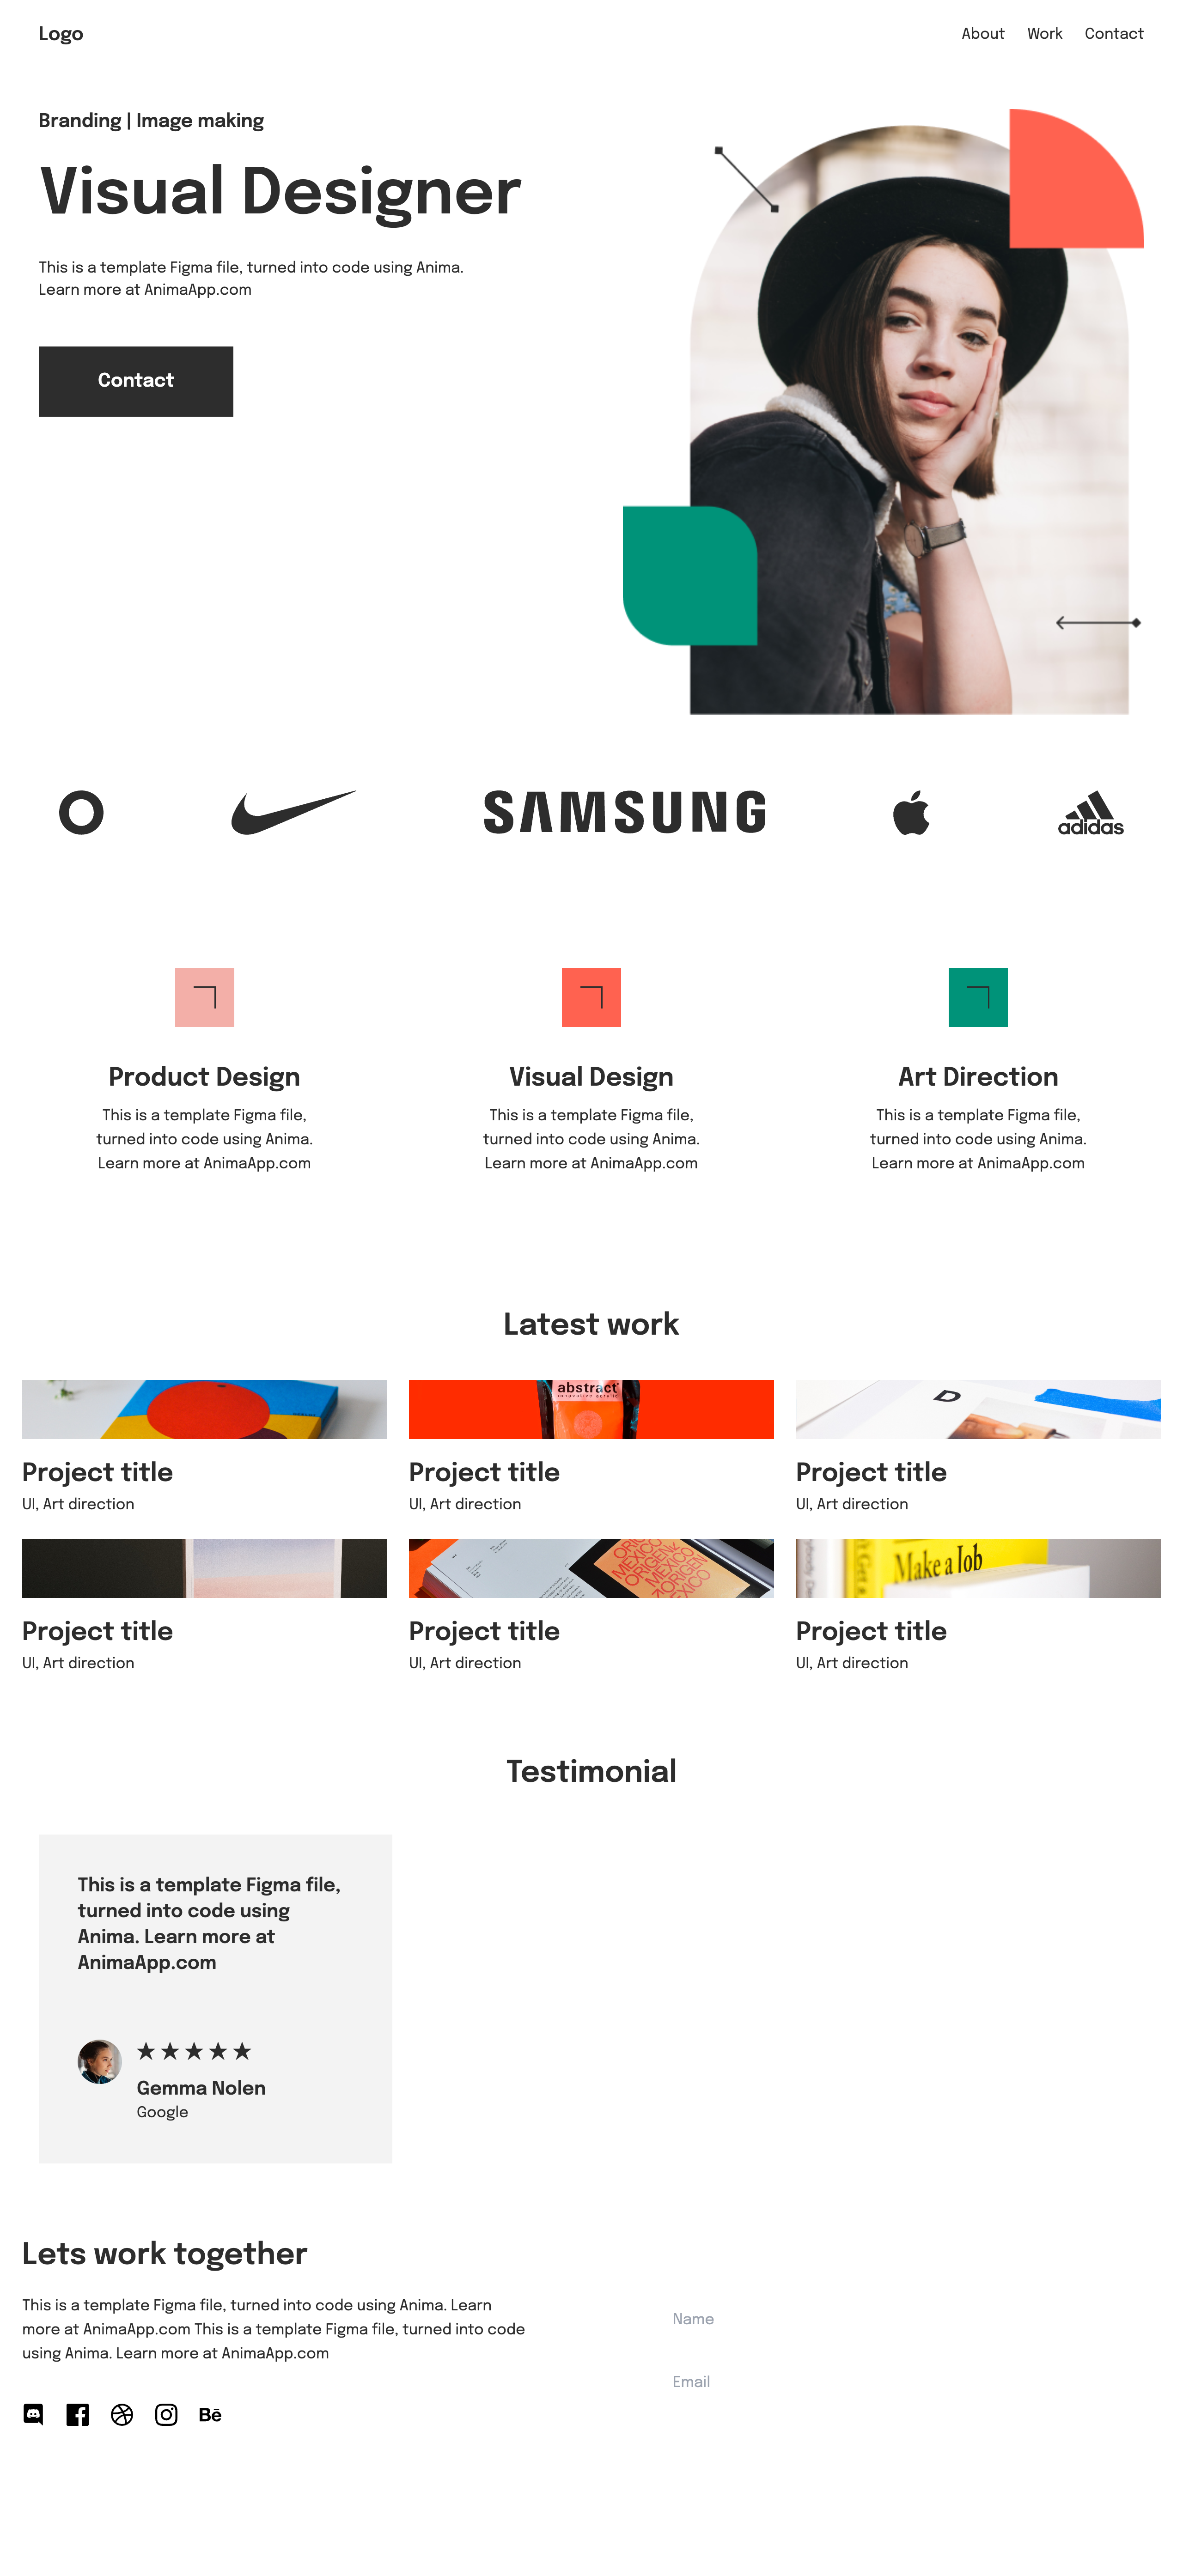 Logo
About Work Contact
Branding | Image making
Visual Designer
This is a template Figma file, turned into code using Anima.
Learn more at AnimaApp.com
Contact
SAMSUNG
adidas
Product Design
This is a template Figma file,
turned into code using Anima.
Learn more at AnimaApp.com
Visual Design
This is a template Figma file,
turned into code using Anima.
Learn more at AnimaApp.com
Art Direction
This is a template Figma file,
turned into code using Anima.
Learn more at AnimaApp.com
Latest work
Project title
UI, Art direction
abstract
innovative acrylic
Project title
UI, Art direction
D
Project title
UI, Art direction
Project title
UI, Art direction
MEXICO
ORIGEN
MEXICO
Project title
UI, Art direction
Make a Job
Project title
UI, Art direction
Testimonial
This is a template Figma file,
turned into code using
Anima. Learn more at
AnimaApp.com
★★★★★
Gemma Nolen
Google
Lets work together
This is a template Figma file, turned into code using Anima. Learn
more at AnimaApp.com This is a template Figma file, turned into code
using Anima. Learn more at AnimaApp.com
Bē
Name
Email